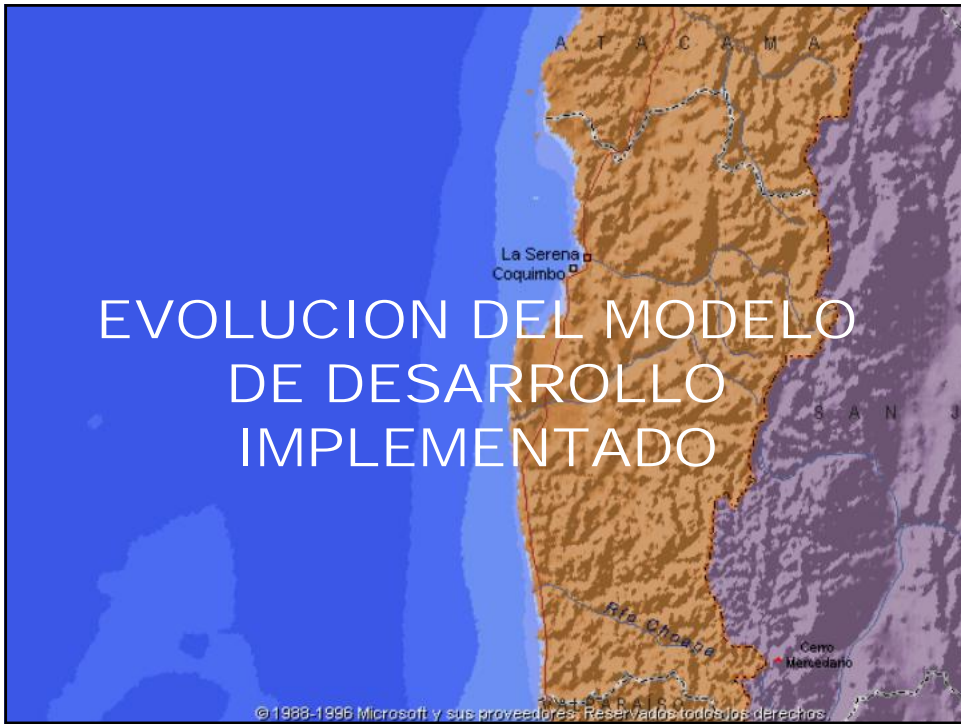 A T A C A M A
La Serena
Coquimbo
EVOLUCION DEL MODELO
DE DESARROLLO
S A N J
IMPLEMENTADO
Río Choapa
Cerro
Mercedario
©1988-1996 Microsoft y sus proveedores. Reservados todos los derechos.